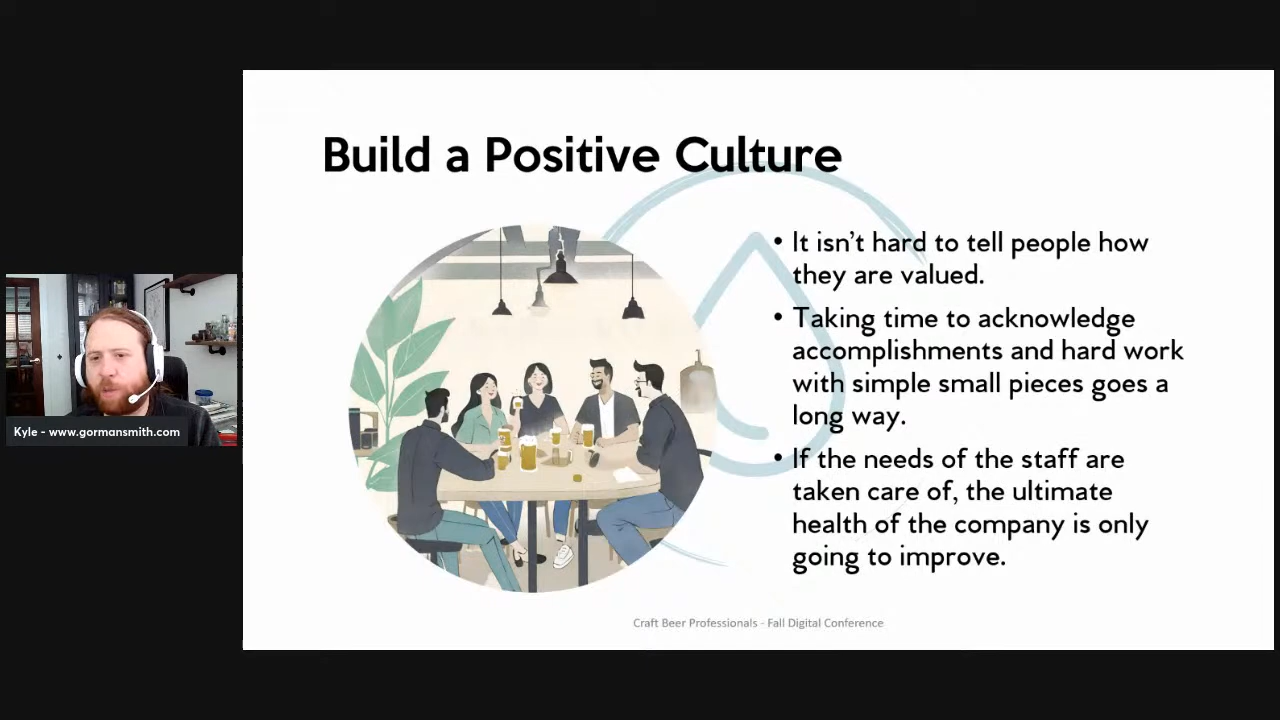 Build a Positive Culture
• It isn’t hard to tell people how
they are valued.
• Taking time to acknowledge
accomplishments and hard work
with simple small pieces goes a
long way.
• If the needs of the staff are
taken care of, the ultimate
health of the company is only
going to improve.
Kyle - www.gormansmith.com
Craft Beer Professionals - Fall Digital Conference